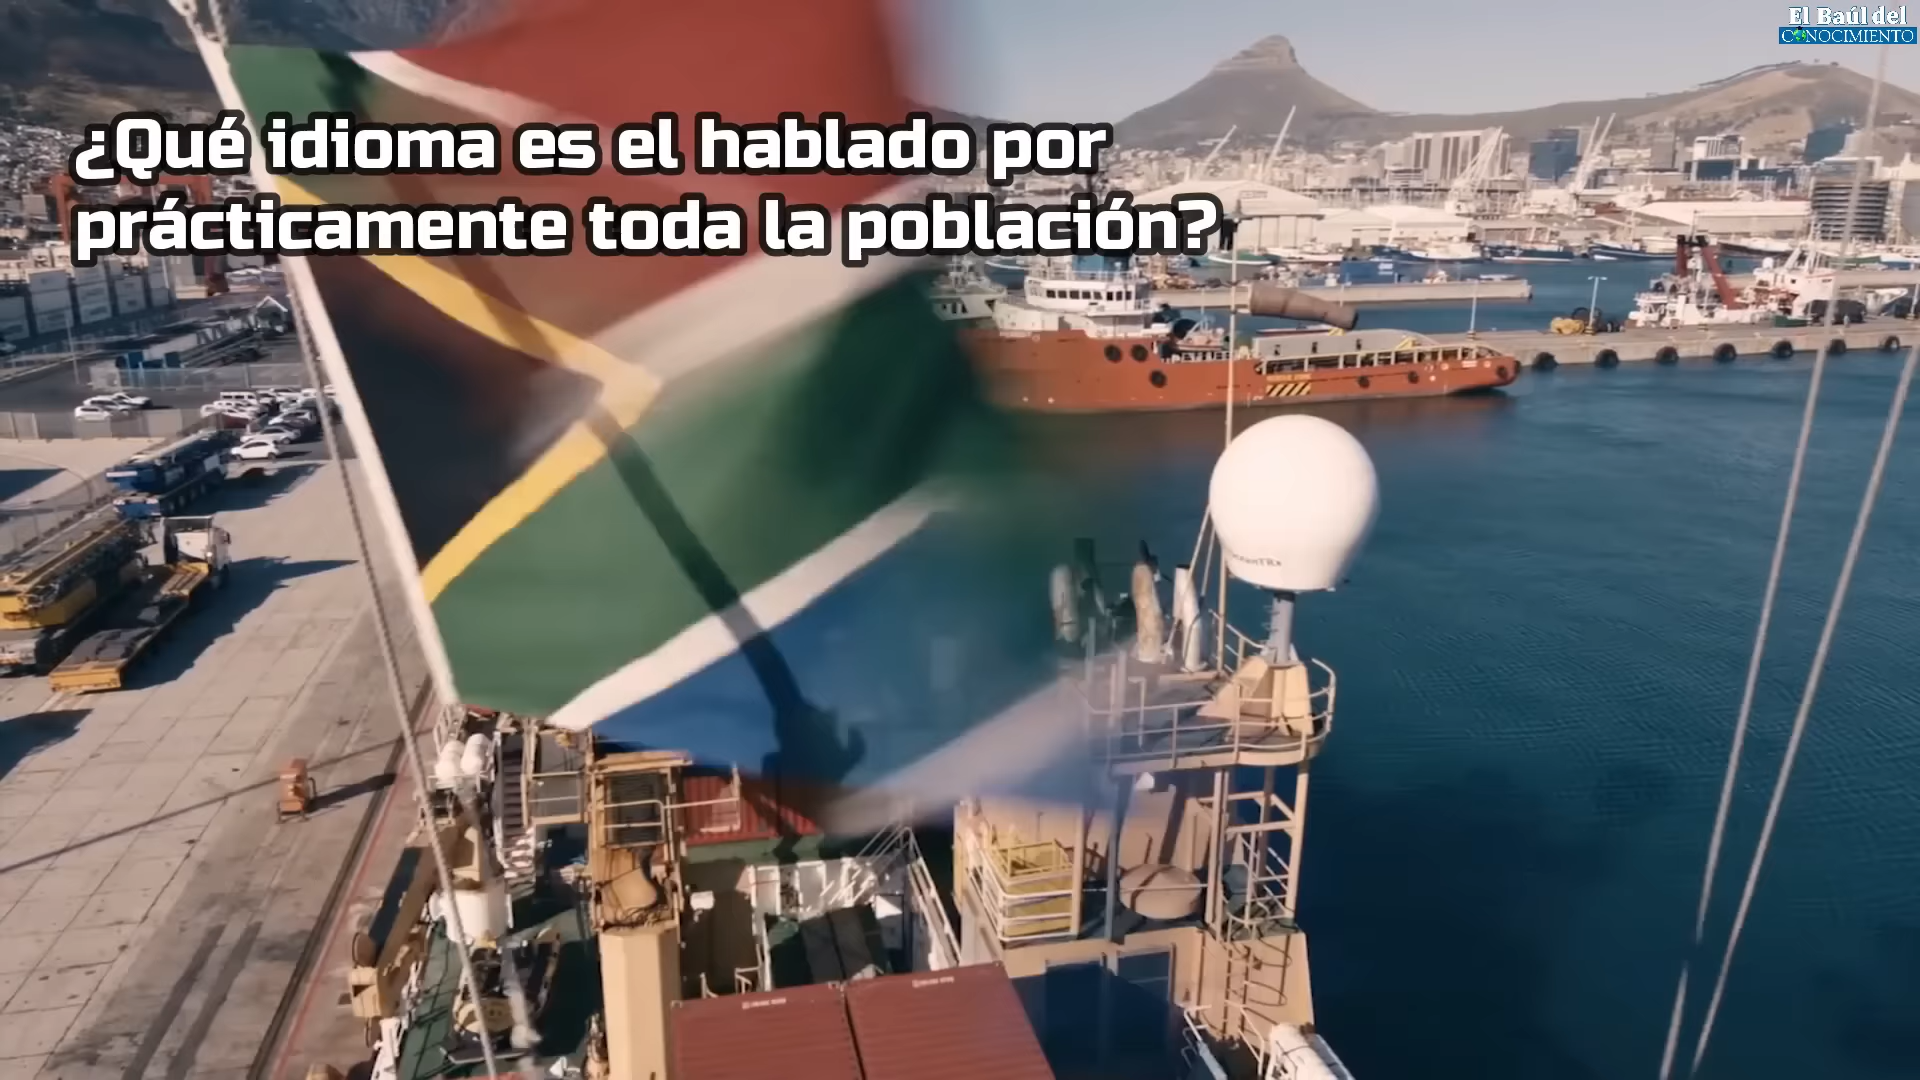 El Baúl del
CONOCIMIENTO
¿Qué idioma es el hablado por
prácticamente toda la población?